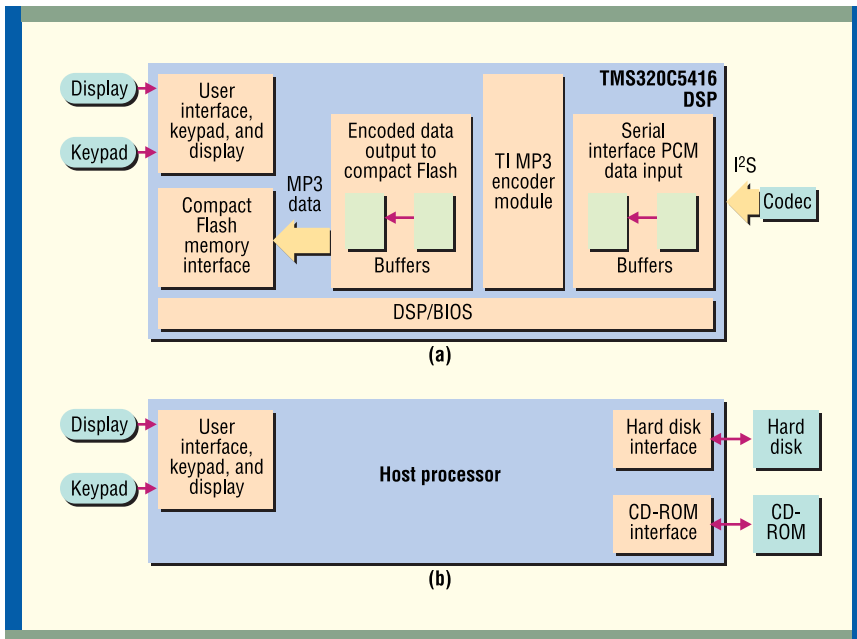 TMS320C5416
DSP
Display
Keypad
User
interface,
keypad, and
display
Compact
Flash
memory
interface
MP3
data
Encoded data
output to
compact Flash
Buffers
TI MP3
encoder
module
Serial
interface PCM
data input
Buffers
I²S
Codec
DSP/BIOS
(a)
Display
Keypad
User
interface,
keypad, and
display
Host processor
Hard disk
interface
Hard
disk
CD-ROM
interface
CD-
ROM
(b)